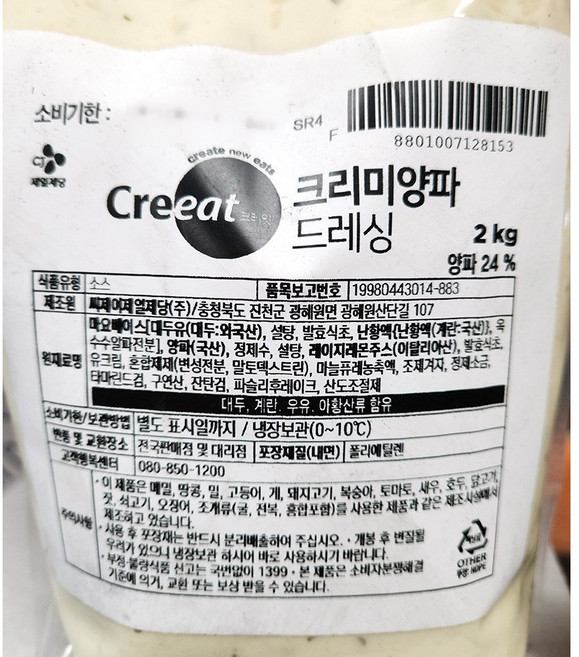 소비기한 :
SR4
F
8801007128153
CJ
제일제당
create new eats
Creeat 크리잇
크리미양파
드레싱
2 kg
양파 24 %
식품유형 소스 품목보고번호 19980443014-883
제조원 씨제이제일제당(주)/충청북도 진천군 광혜원면 광혜원산단길 107
원재료명 마요베이스[대두유(대두:외국산), 설탕, 발효식초, 난황액{난황액(계란:국산)}, 옥
수수알파전분], 양파(국산), 정제수, 설탕, 레이지레몬주스(이탈리아산), 발효식초,
유크림, 혼합제제(변성전분, 말토덱스트린), 마늘퓨레농축액, 조제겨자, 정제소금,
타마린드검, 구연산, 잔탄검, 파슬리후레이크, 산도조절제
대두, 계란, 우유, 아황산류 함유
소비기한/보관방법 별도 표시일까지 / 냉장보관(0~10℃)
반품 및 교환장소 전국판매점 및 대리점 포장재질(내면) 폴리에틸렌
고객행복센터 080-850-1200
주의사항 · 이 제품은 메밀, 땅콩, 밀, 고등어, 게, 돼지고기, 복숭아, 토마토, 새우, 호두, 닭고기,
잣, 쇠고기, 오징어, 조개류(굴, 전복, 홍합포함)를 사용한 제품과 같은 제조시설에서
제조하고 있습니다.
· 사용 후 포장재는 반드시 분리배출하여 주십시오. · 개봉 후 변질될
우려가 있으니 냉장보관 하시어 바로 사용하시기 바랍니다.
· 부정·불량식품 신고는 국번없이 1399 · 본 제품은 소비자분쟁해결
기준에 의거, 교환 또는 보상 받을 수 있습니다.
OTHER
뚜껑: HDPE